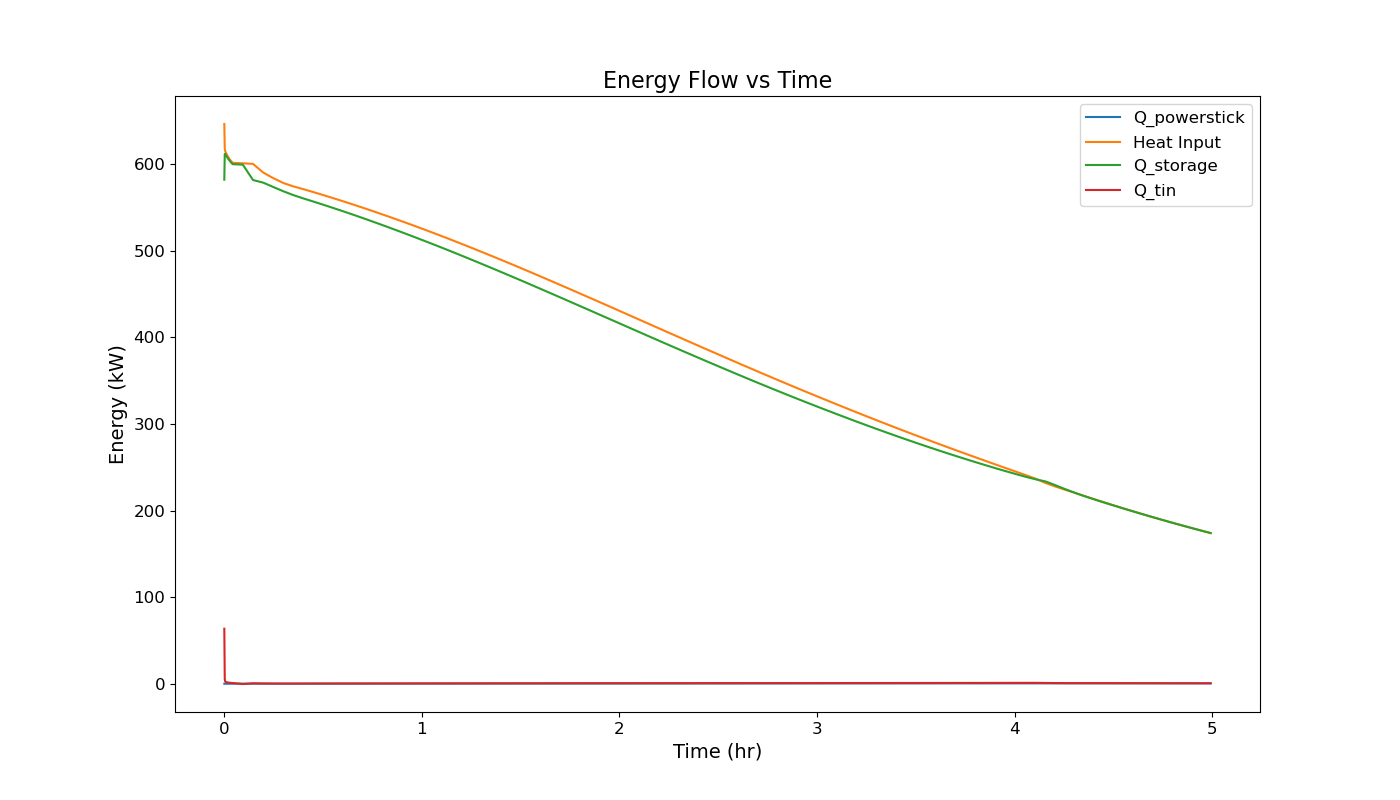 Energy Flow vs Time
Q_powerstick
Heat Input
Q_storage
Q_tin
Energy (kW)
600
500
400
300
200
100
0
0 1 2 3 4 5
Time (hr)